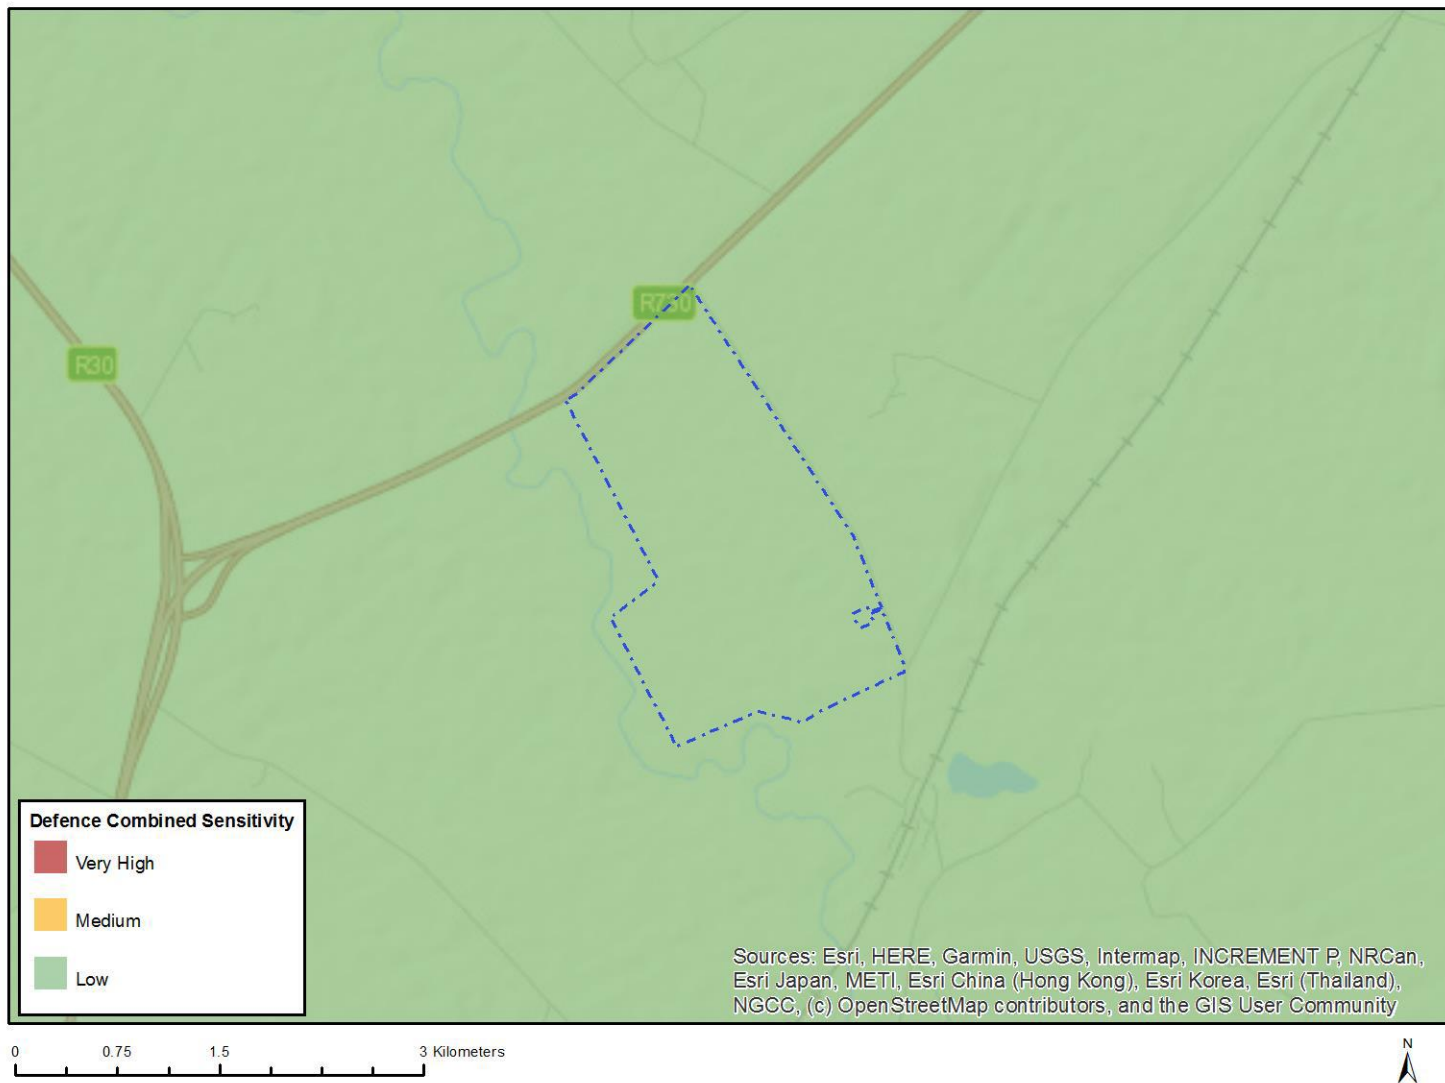 R730
R30
Defence Combined Sensitivity
Very High
Medium
Low
Sources: Esri, HERE, Garmin, USGS, Intermap, INCREMENT P, NRCan,
Esri Japan, METI, Esri China (Hong Kong), Esri Korea, Esri (Thailand),
NGCC, (c) OpenStreetMap contributors, and the GIS User Community
0 0.75 1.5 3 Kilometers
N